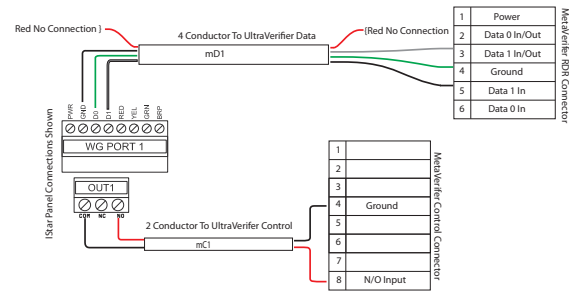 Red No Connection }
4 Conductor To UltraVerifier Data
{Red No Connection
mD1
1 Power
2 Data 0 In/Out
3 Data 1 In/Out
4 Ground
5 Data 1 In
6 Data 0 In
MetaVerifer RDR Connector
PWR
GND
D0
D1
RED
YEL
GRN
BRP
WG PORT 1
IStar Panel Connections Shown
OUT1
COM NC NO
2 Conductor To UltraVerifer Control
mC1
1
2
3
4 Ground
5
6
7
8 N/O Input
MetaVerifer Control Connector